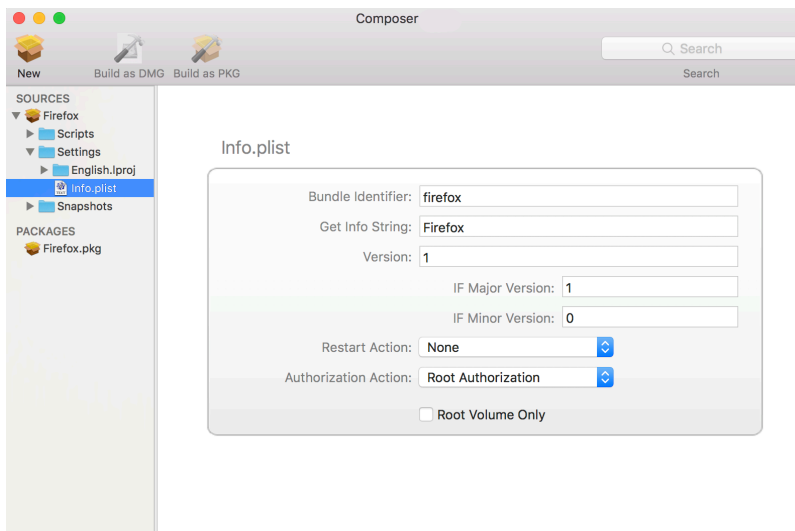 Composer
New
Build as DMG
Build as PKG
Search
Search
SOURCES
Firefox
Scripts
Settings
English.lproj
Info.plist
Snapshots
PACKAGES
Firefox.pkg
Info.plist
Bundle Identifier: firefox
Get Info String: Firefox
Version: 1
IF Major Version: 1
IF Minor Version: 0
Restart Action: None
Authorization Action: Root Authorization
Root Volume Only